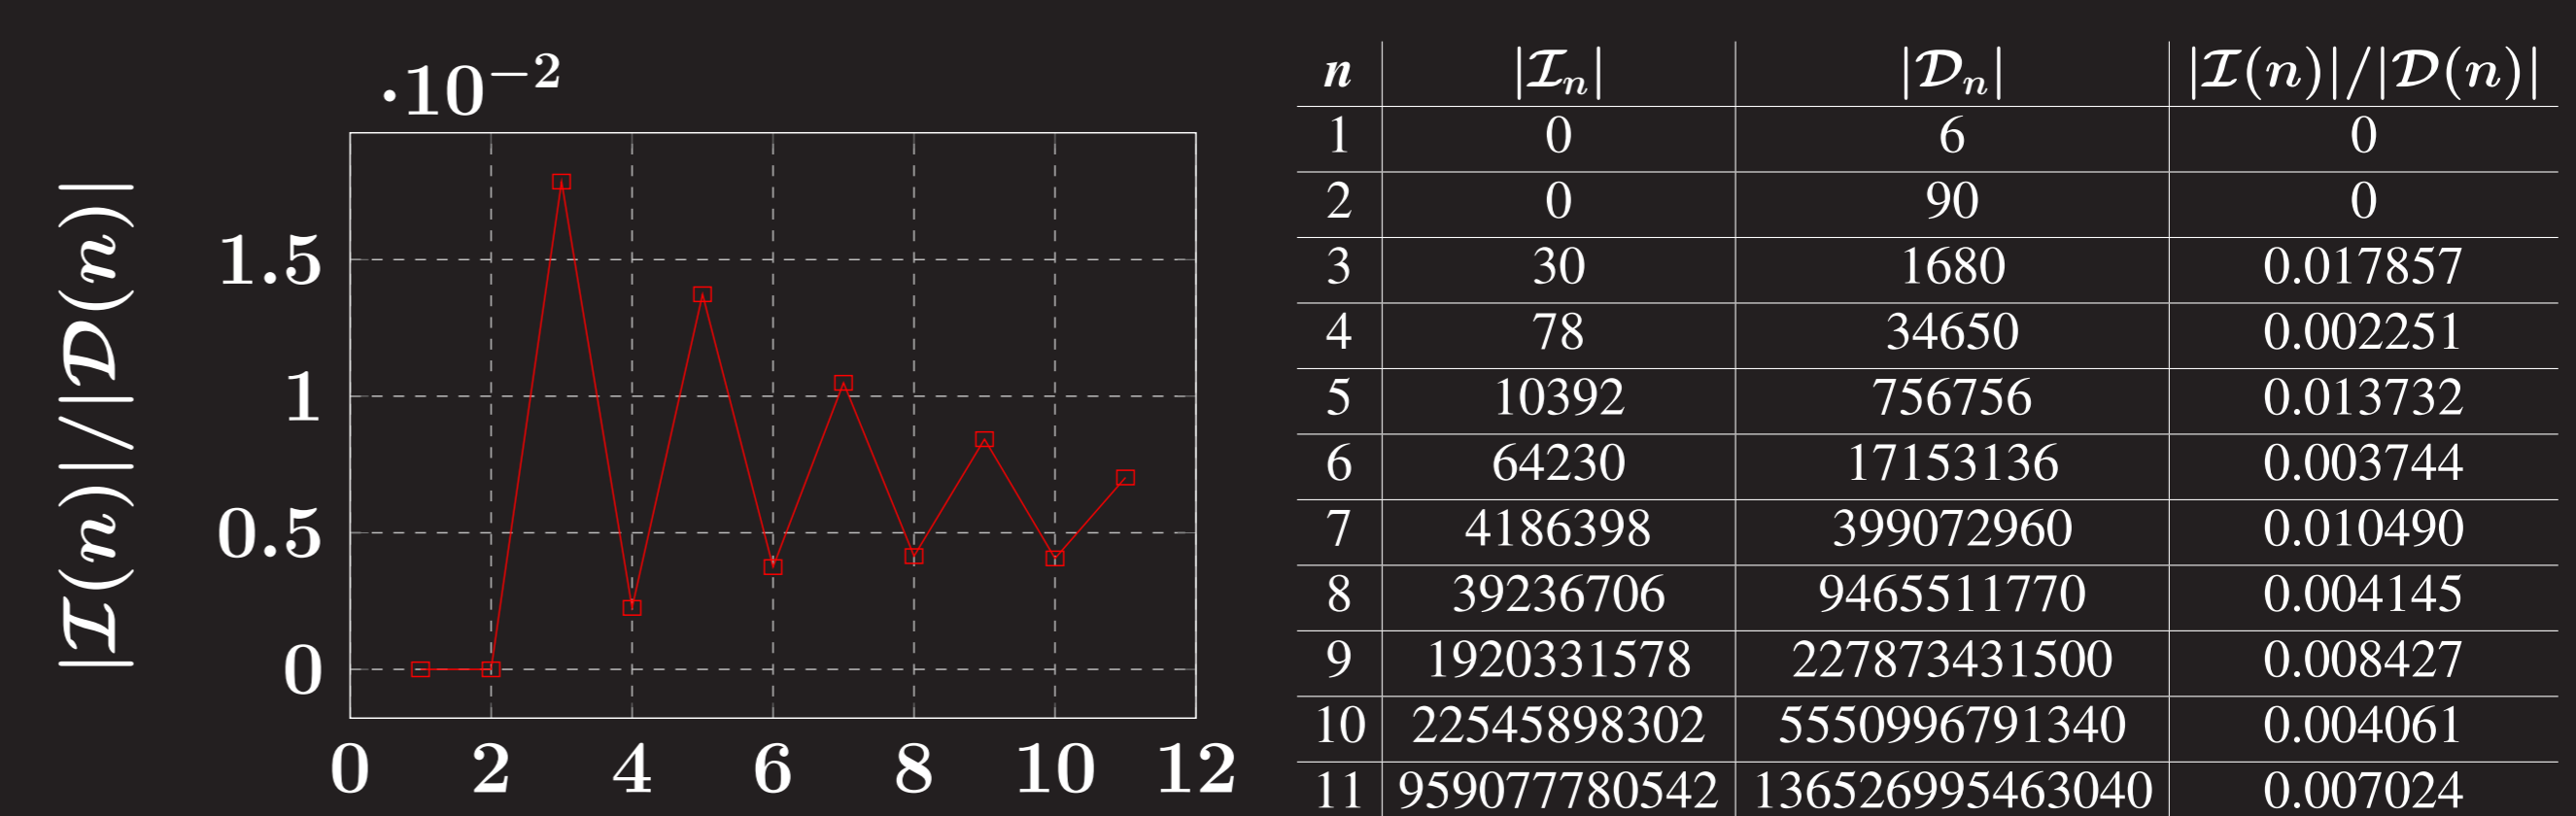 ·10⁻²
|𝓘(n)|/|𝓓(n)|
1.5
1
0.5
0
0 2 4 6 8 10 12
n |𝓘ₙ| |𝓓ₙ| |𝓘(n)|/|𝓓(n)|
1 0 6 0
2 0 90 0
3 30 1680 0.017857
4 78 34650 0.002251
5 10392 756756 0.013732
6 64230 17153136 0.003744
7 4186398 399072960 0.010490
8 39236706 9465511770 0.004145
9 1920331578 227873431500 0.008427
10 22545898302 5550996791340 0.004061
11 959077780542 136526995463040 0.007024